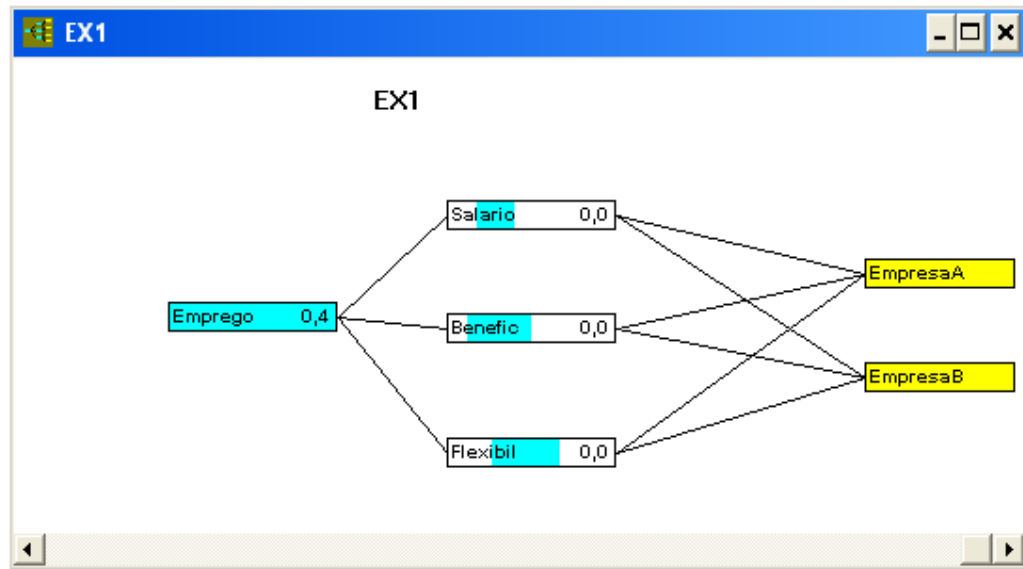 EX1
EX1
Salario 0,0
EmpresaA
Emprego 0,4
Benefic 0,0
EmpresaB
Flexibil 0,0